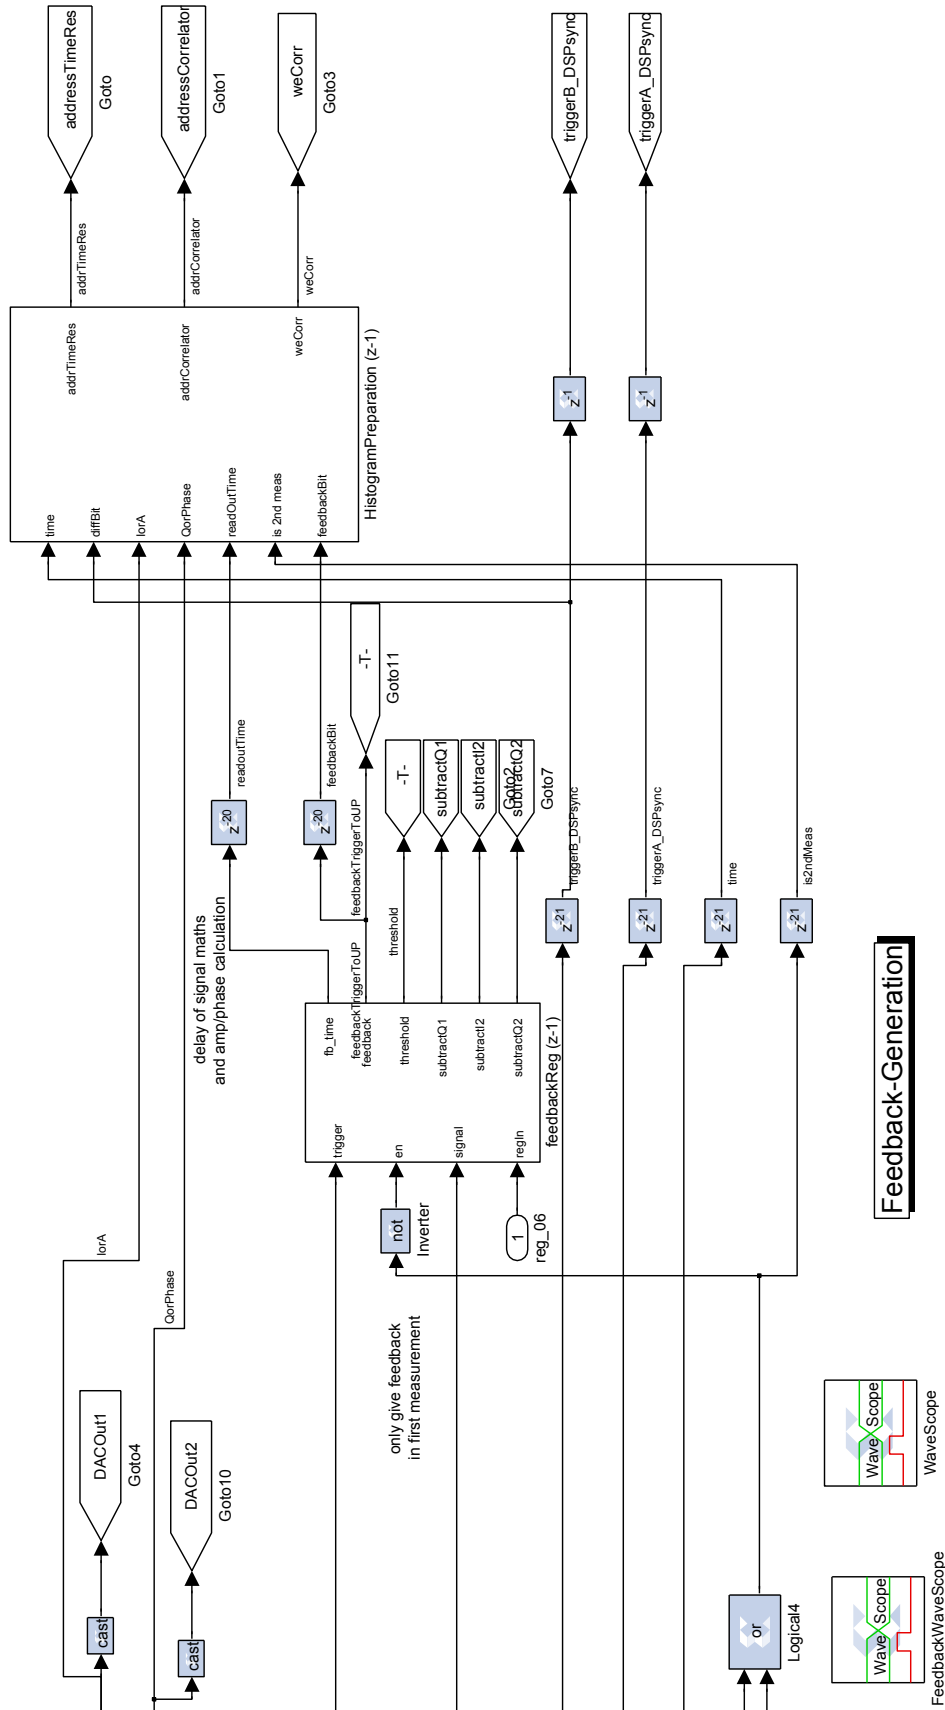 cast
DACOut1
Goto4
IorA
cast
DACOut2
Goto10
QorPhase
delay of signal maths
and amp/phase calculation
z-20
readoutTime
z-20
feedbackBit
feedbackTriggerToUP
only give feedback
in first measurement
not
Inverter
1
reg_06
trigger
en
signal
regIn
fb_time
feedbackTriggerToUP
feedback
threshold
subtractQ1
subtractI2
subtractQ2
feedbackReg (z-1)
-T-
Goto11
threshold
-T-
subtractQ1
subtractI2
Goto2
subtractQ2
Goto7
time
diffBit
IorA
QorPhase
readOutTime
is 2nd meas
feedbackBit
addrTimeRes
addrCorrelator
weCorr
HistogramPreparation (z-1)
addrTimeRes
addressTimeRes
Goto
addrCorrelator
addressCorrelator
Goto1
weCorr
weCorr
Goto3
z-21
triggerB_DSPsync
z-1
triggerB_DSPsync
z-21
triggerA_DSPsync
z-1
triggerA_DSPsync
z-21
time
z-21
is2ndMeas
or
Logical4
Wave Scope
FeedbackWaveScope
Wave Scope
WaveScope
Feedback-Generation